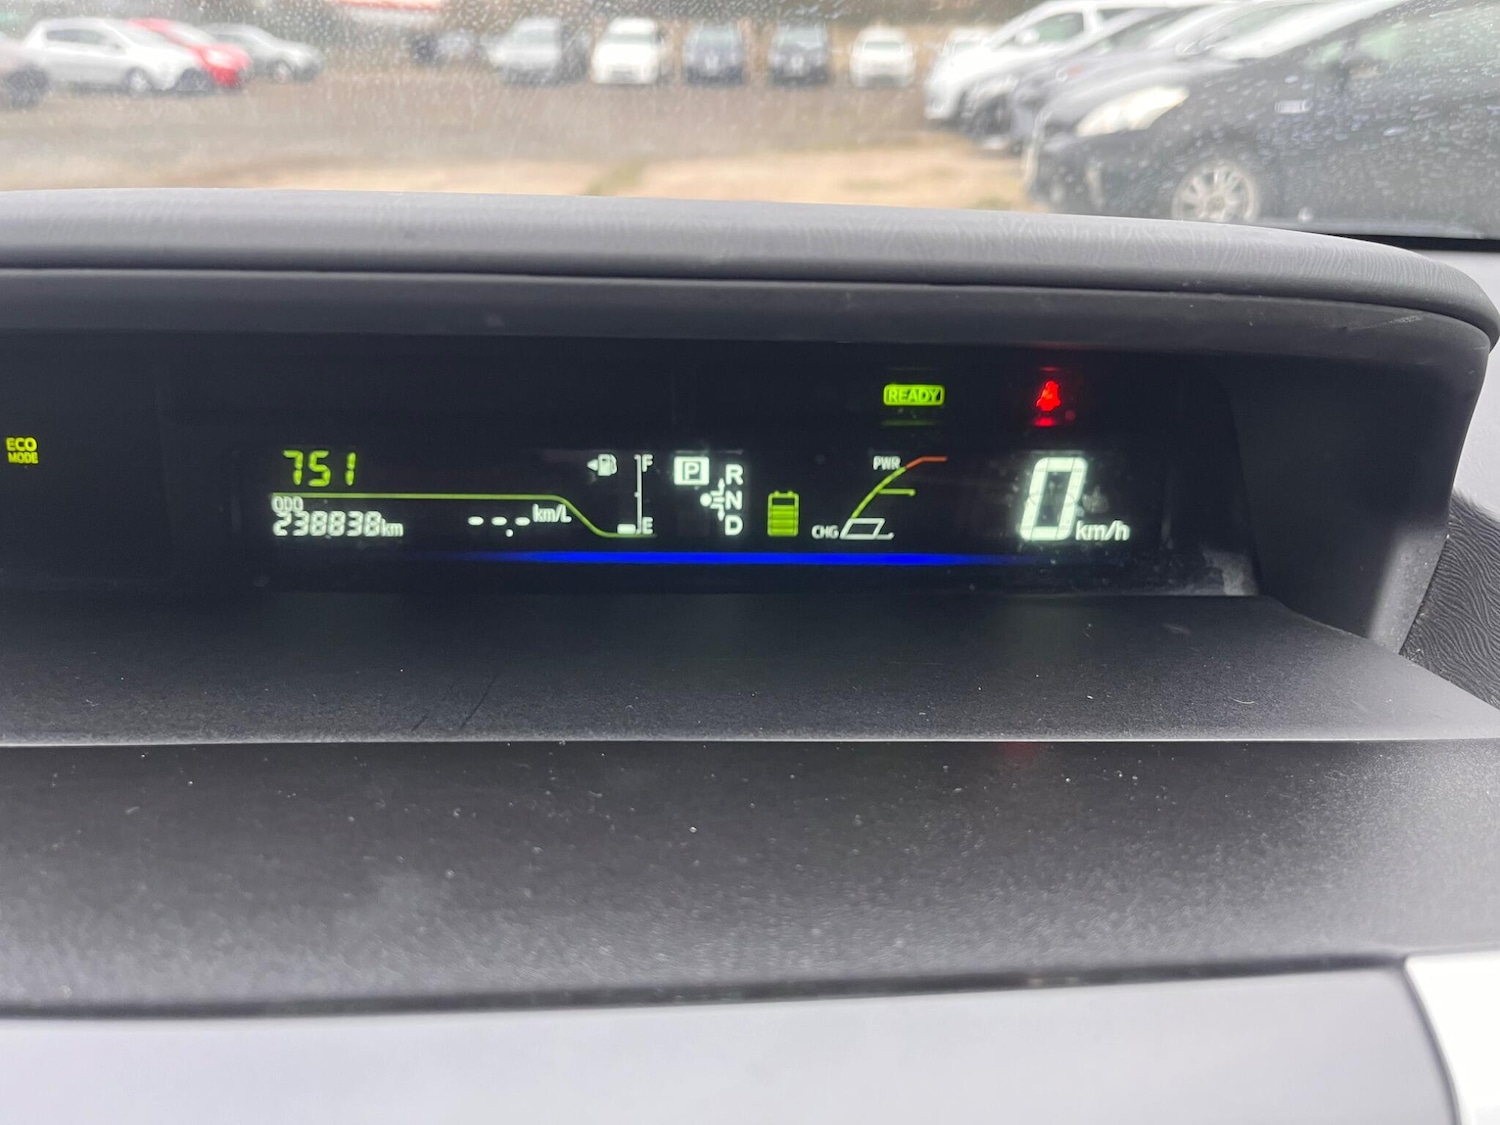 READY
ECO
MODE
751
ODO
238838km
--.- km/L
F
E
P
R
N
D
PWR
CHG
0 km/h